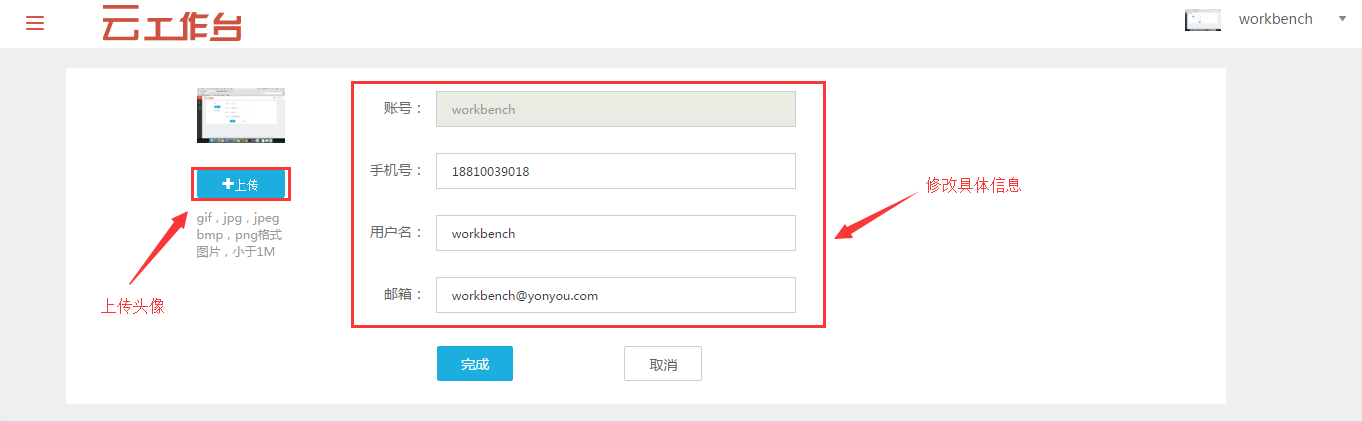 云工作台
workbench
账号：
workbench
手机号：
18810039018
修改具体信息
+上传
gif，jpg，jpeg
bmp，png格式
图片，小于1M
用户名：
workbench
上传头像
邮箱：
workbench@yonyou.com
完成
取消